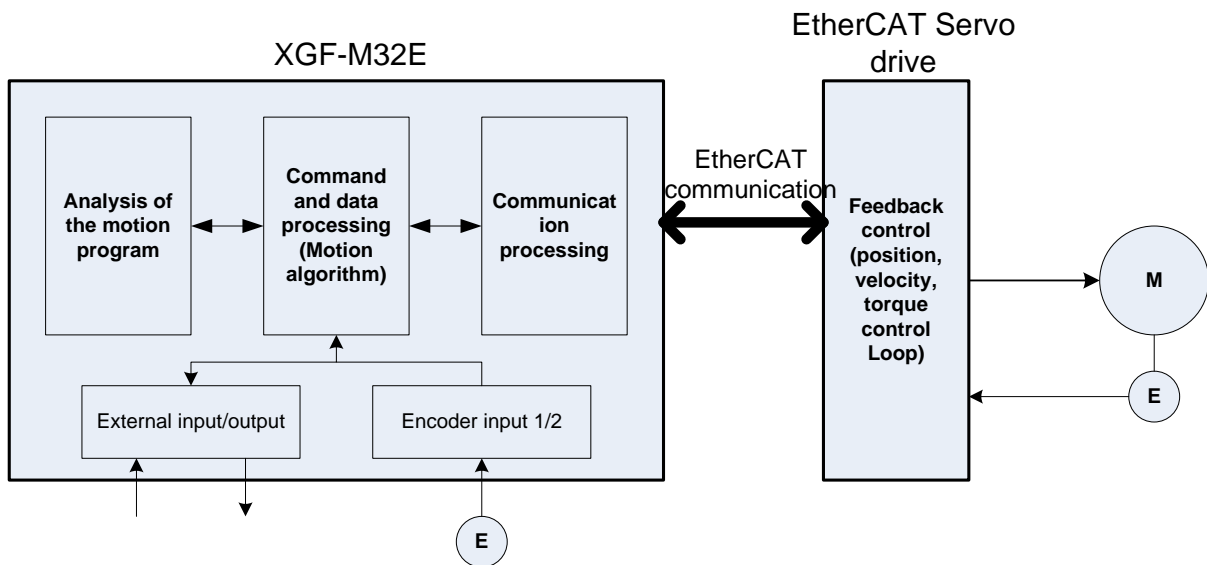 XGF-M32E
EtherCAT Servo
drive
Analysis of
the motion
program
Command
and data
processing
(Motion
algorithm)
Communicat
ion
processing
EtherCAT
communication
Feedback
control
(position,
velocity,
torque
control
Loop)
M
E
External input/output
Encoder input 1/2
E